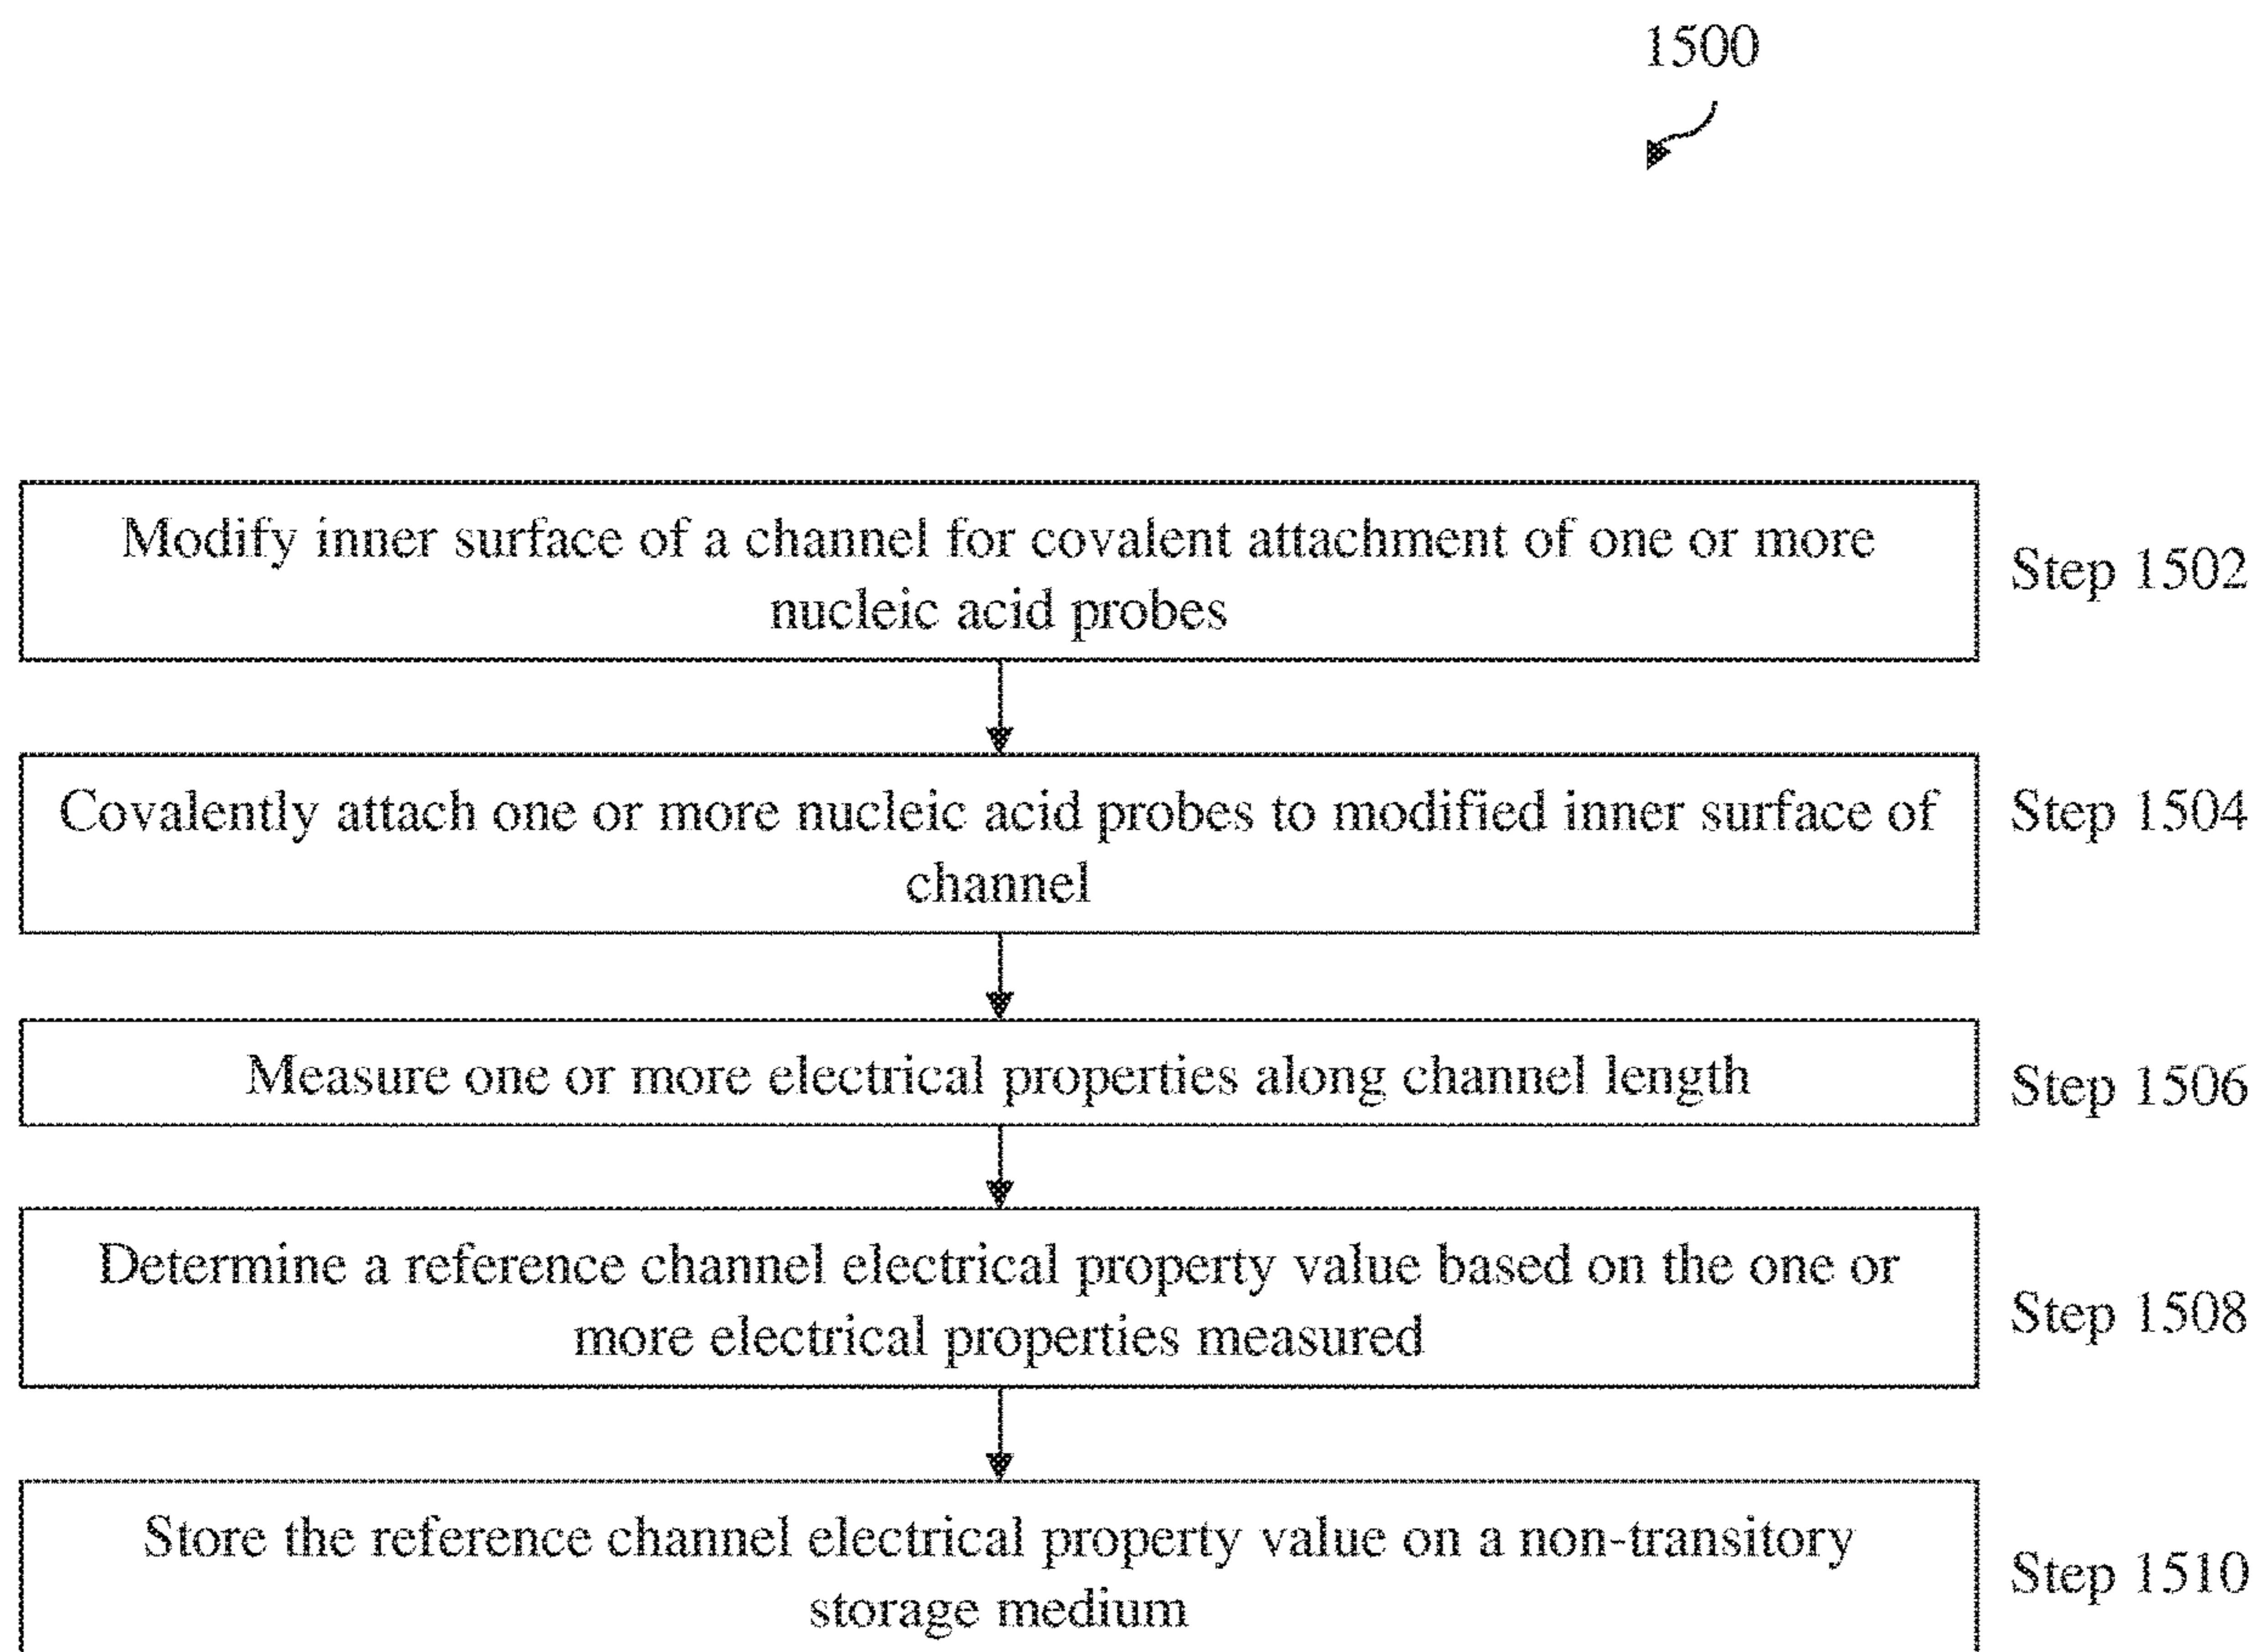 1500
Modify inner surface of a channel for covalent attachment of one or more
nucleic acid probes
Step 1502
Covalently attach one or more nucleic acid probes to modified inner surface of
channel
Step 1504
Measure one or more electrical properties along channel length
Step 1506
Determine a reference channel electrical property value based on the one or
more electrical properties measured
Step 1508
Store the reference channel electrical property value on a non-transitory
storage medium
Step 1510